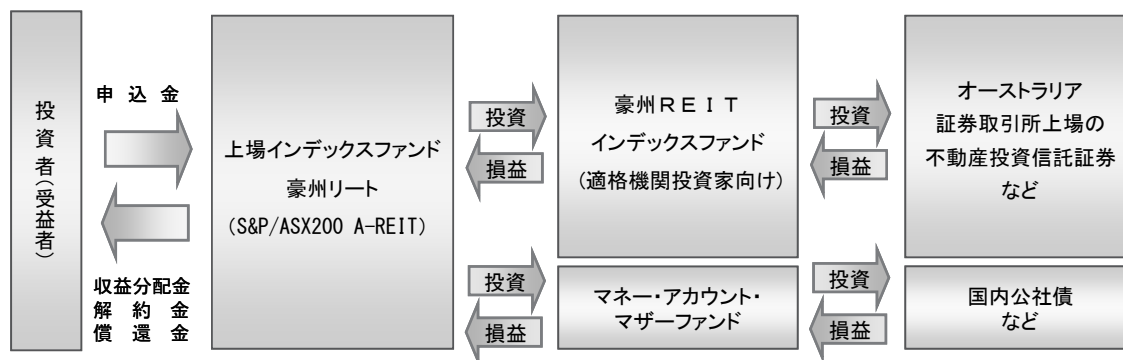 投資者(受益者)
申 込 金
収益分配金
解 約 金
償 還 金
上場インデックスファンド
豪州リート
(S&P/ASX200 A-REIT)
投資
損益
投資
損益
豪州REIT
インデックスファンド
(適格機関投資家向け)
マネー・アカウント・
マザーファンド
投資
損益
投資
損益
オーストラリア
証券取引所上場の
不動産投資信託証券
など
国内公社債
など